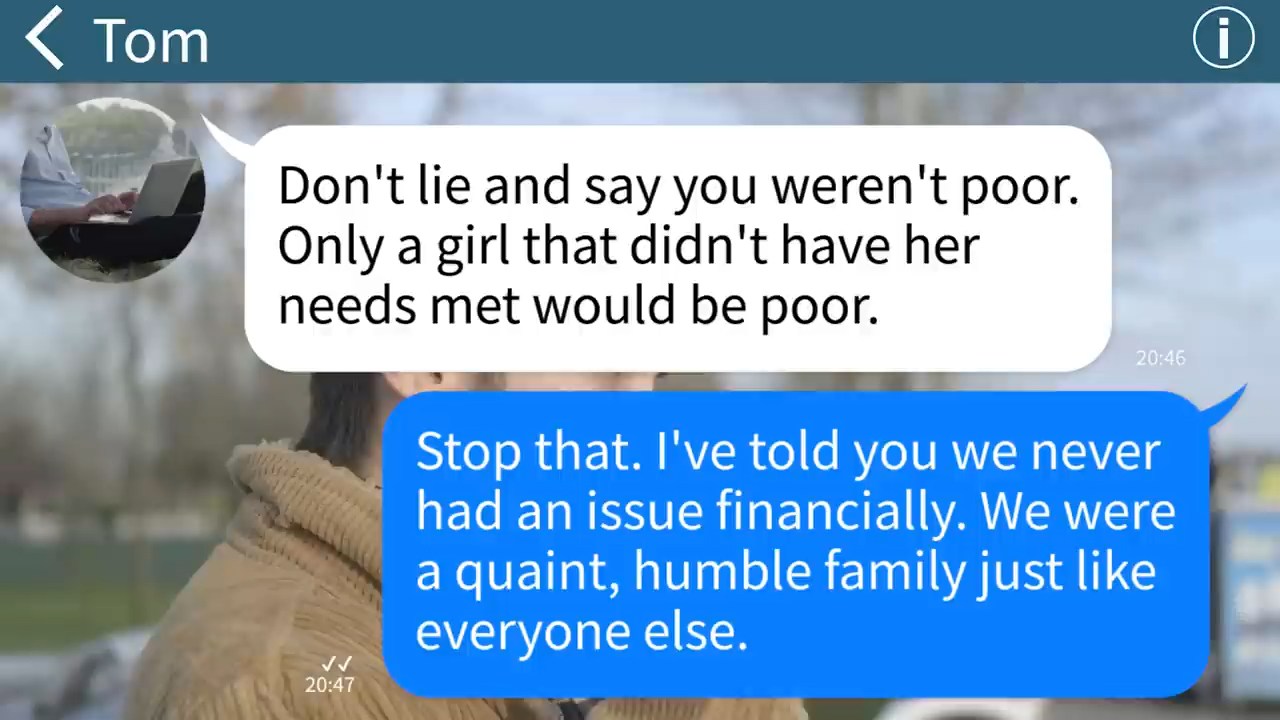 Tom
Don't lie and say you weren't poor.
Only a girl that didn't have her
needs met would be poor.
20:46
Stop that. I've told you we never
had an issue financially. We were
a quaint, humble family just like
everyone else.
20:47